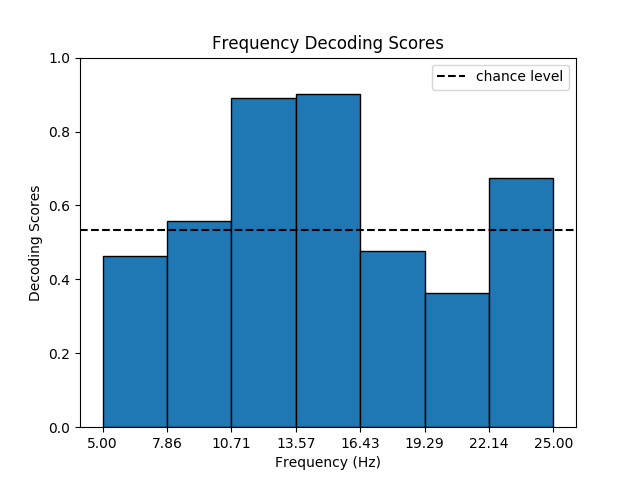 Frequency Decoding Scores
chance level
Decoding Scores
1.0
0.8
0.6
0.4
0.2
0.0
5.00 7.86 10.71 13.57 16.43 19.29 22.14 25.00
Frequency (Hz)